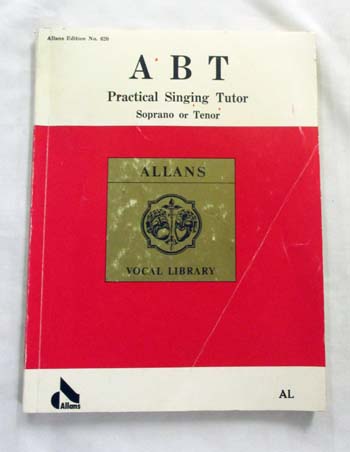 Allans Edition No. 626
ABT
Practical Singing Tutor
Soprano or Tenor
ALLANS
VOCAL LIBRARY
Allans
AL